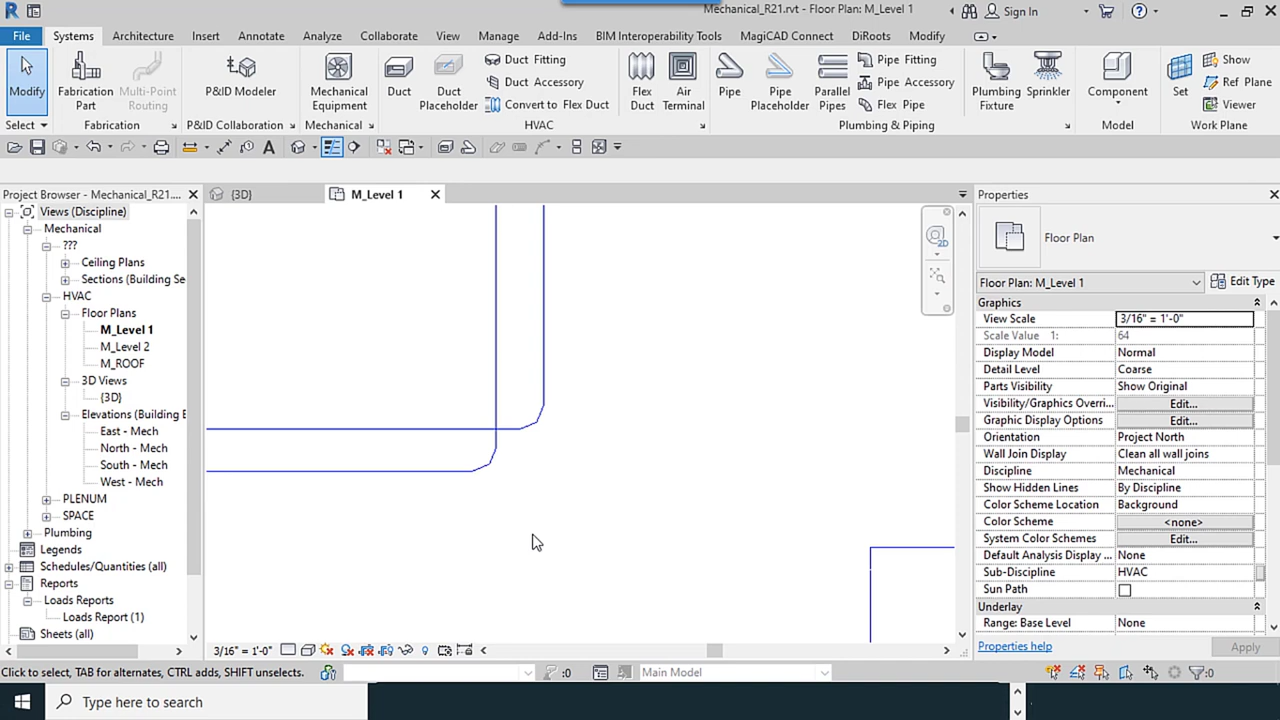 Mechanical_R21.rvt - Floor Plan: M_Level 1
Sign In
File
Systems
Architecture
Insert
Annotate
Analyze
Collaborate
View
Manage
Add-Ins
BIM Interoperability Tools
MagiCAD Connect
DiRoots
Modify
Modify
Fabrication
Part
Multi-Point
Routing
P&ID Modeler
Mechanical
Equipment
Duct
Duct
Placeholder
Duct Fitting
Duct Accessory
Convert to Flex Duct
Flex
Duct
Air
Terminal
Pipe
Pipe
Placeholder
Parallel
Pipes
Pipe Fitting
Pipe Accessory
Flex Pipe
Plumbing
Fixture
Sprinkler
Component
Set
Show
Ref Plane
Viewer
Select
Fabrication
P&ID Collaboration
Mechanical
HVAC
Plumbing & Piping
Model
Work Plane
Project Browser - Mechanical_R21....
{3D}
M_Level 1
Properties
Views (Discipline)
Mechanical
???
Ceiling Plans
Sections (Building Se
HVAC
Floor Plans
M_Level 1
M_Level 2
M_ROOF
3D Views
{3D}
Elevations (Building E
East - Mech
North - Mech
South - Mech
West - Mech
PLENUM
SPACE
Plumbing
Legends
Schedules/Quantities (all)
Reports
Loads Reports
Loads Report (1)
Sheets (all)
2D
Floor Plan
Floor Plan: M_Level 1
Edit Type
Graphics
View Scale 3/16" = 1'-0"
Scale Value 1: 64
Display Model Normal
Detail Level Coarse
Parts Visibility Show Original
Visibility/Graphics Overri... Edit...
Graphic Display Options Edit...
Orientation Project North
Wall Join Display Clean all wall joins
Discipline Mechanical
Show Hidden Lines By Discipline
Color Scheme Location Background
Color Scheme <none>
System Color Schemes Edit...
Default Analysis Display ... None
Sub-Discipline HVAC
Sun Path
Underlay
Range: Base Level None
Properties help
Apply
3/16" = 1'-0"
Click to select, TAB for alternates, CTRL adds, SHIFT unselects.
:0
Main Model
:0
Type here to search